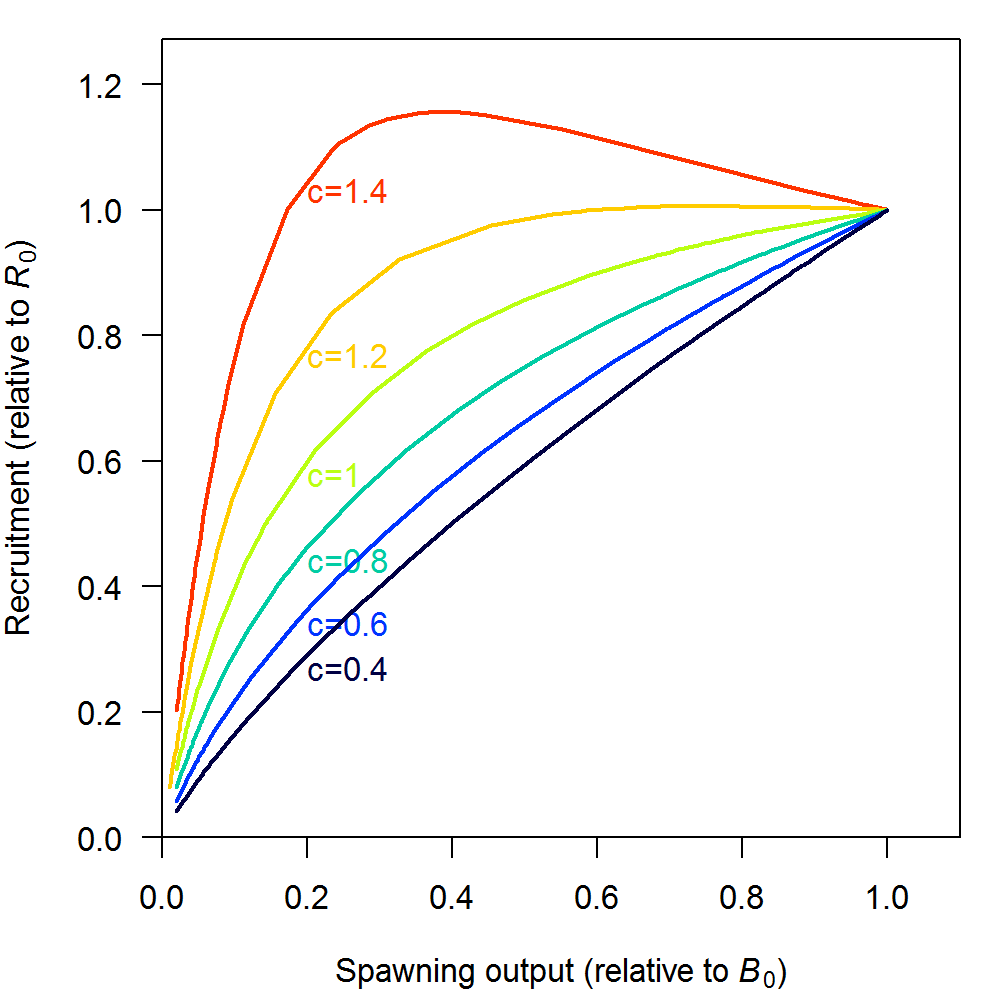 1.2
1.0
0.8
0.6
0.4
0.2
0.0
Recruitment (relative to R0)
c=1.4
c=1.2
c=1
c=0.8
c=0.6
c=0.4
0.0 0.2 0.4 0.6 0.8 1.0
Spawning output (relative to B0)